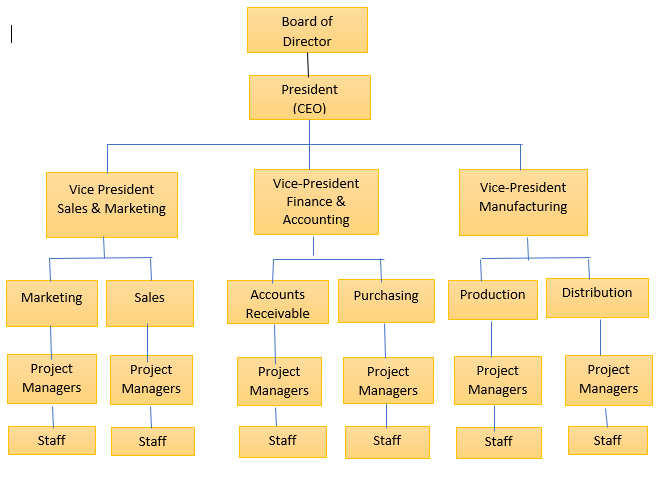 Board of
Director
President
(CEO)
Vice President
Sales & Marketing
Vice-President
Finance &
Accounting
Vice-President
Manufacturing
Marketing
Sales
Accounts
Receivable
Purchasing
Production
Distribution
Project
Managers
Project
Managers
Project
Managers
Project
Managers
Project
Managers
Project
Managers
Staff
Staff
Staff
Staff
Staff
Staff